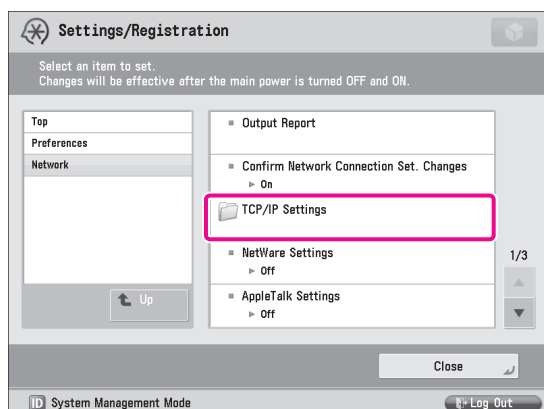 Settings/Registration
Select an item to set.
Changes will be effective after the main power is turned OFF and ON.
Top
Preferences
Network
Up
Output Report
Confirm Network Connection Set. Changes
► On
TCP/IP Settings
NetWare Settings
► Off
AppleTalk Settings
► Off
1/3
Close
ID System Management Mode
Log Out